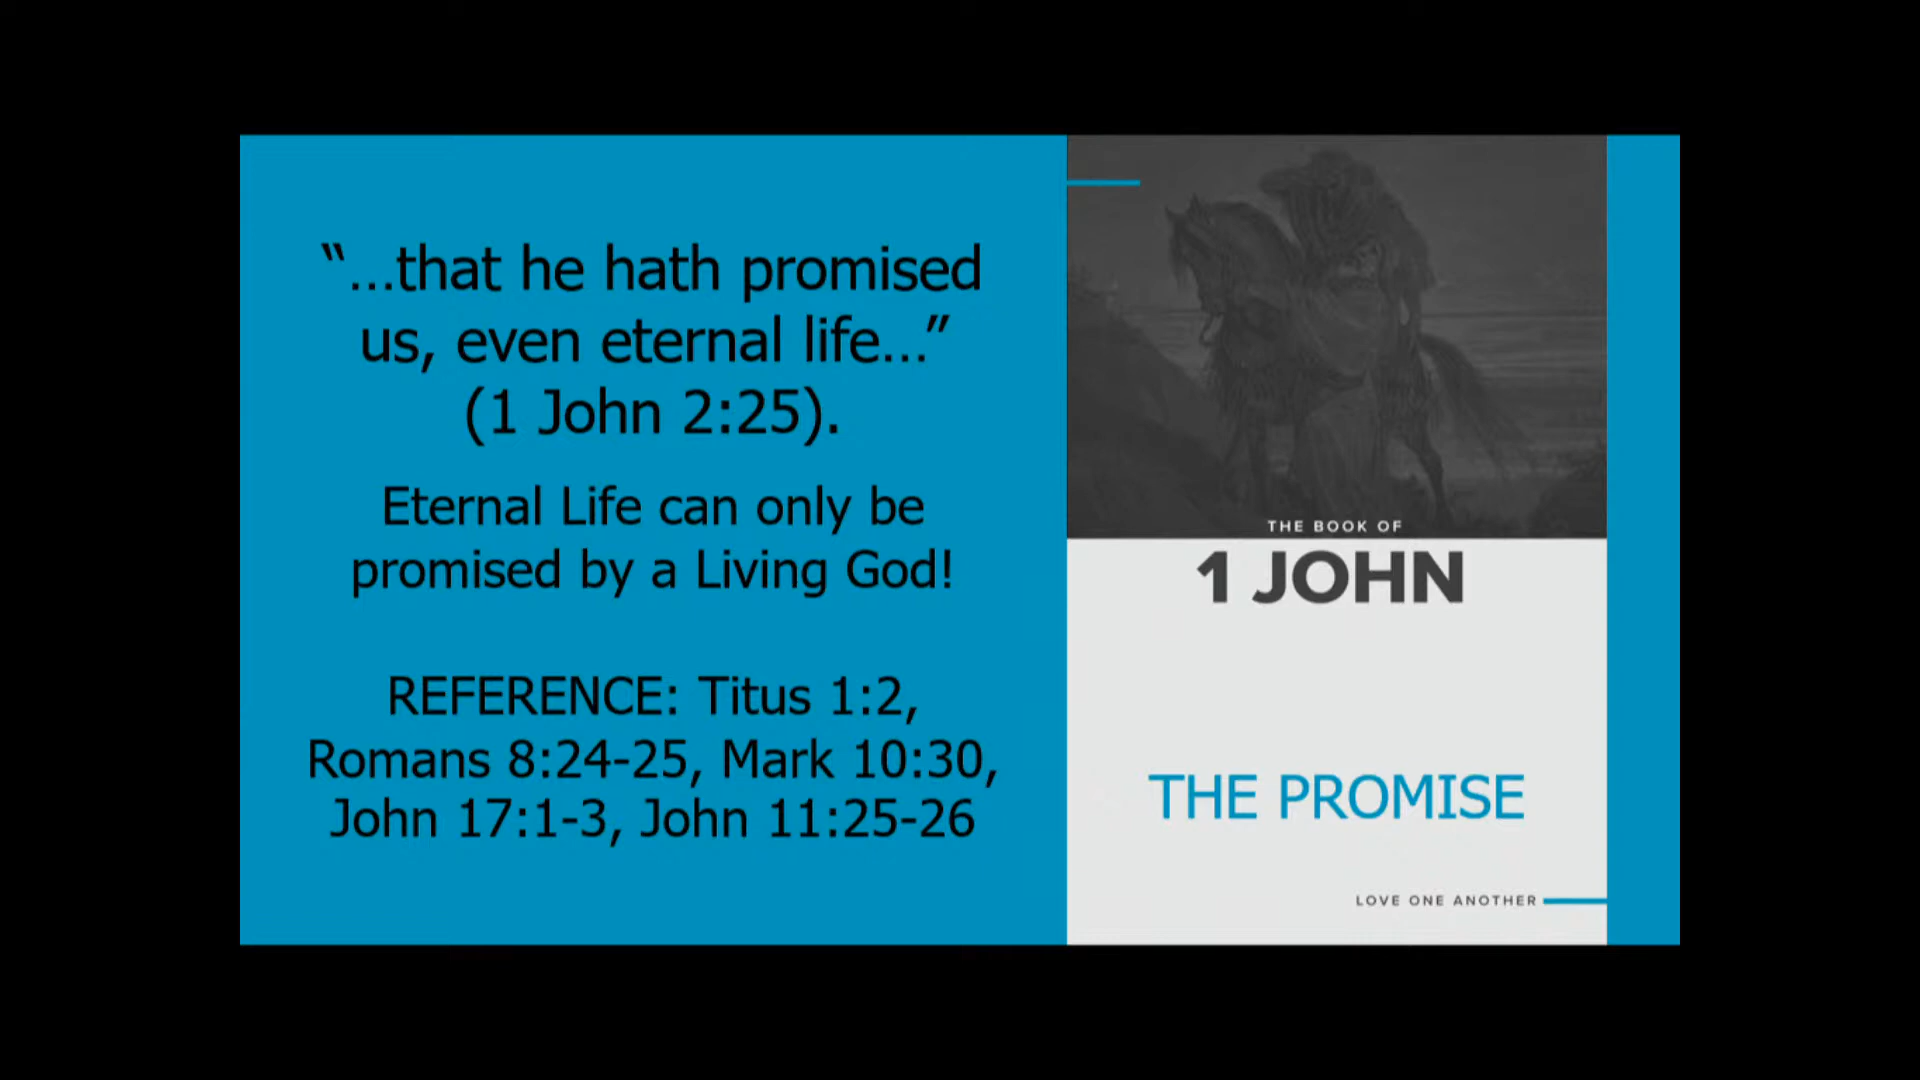 “…that he hath promised
us, even eternal life…”
(1 John 2:25).
Eternal Life can only be
promised by a Living God!
REFERENCE: Titus 1:2,
Romans 8:24-25, Mark 10:30,
John 17:1-3, John 11:25-26
THE BOOK OF
1 JOHN
THE PROMISE
LOVE ONE ANOTHER